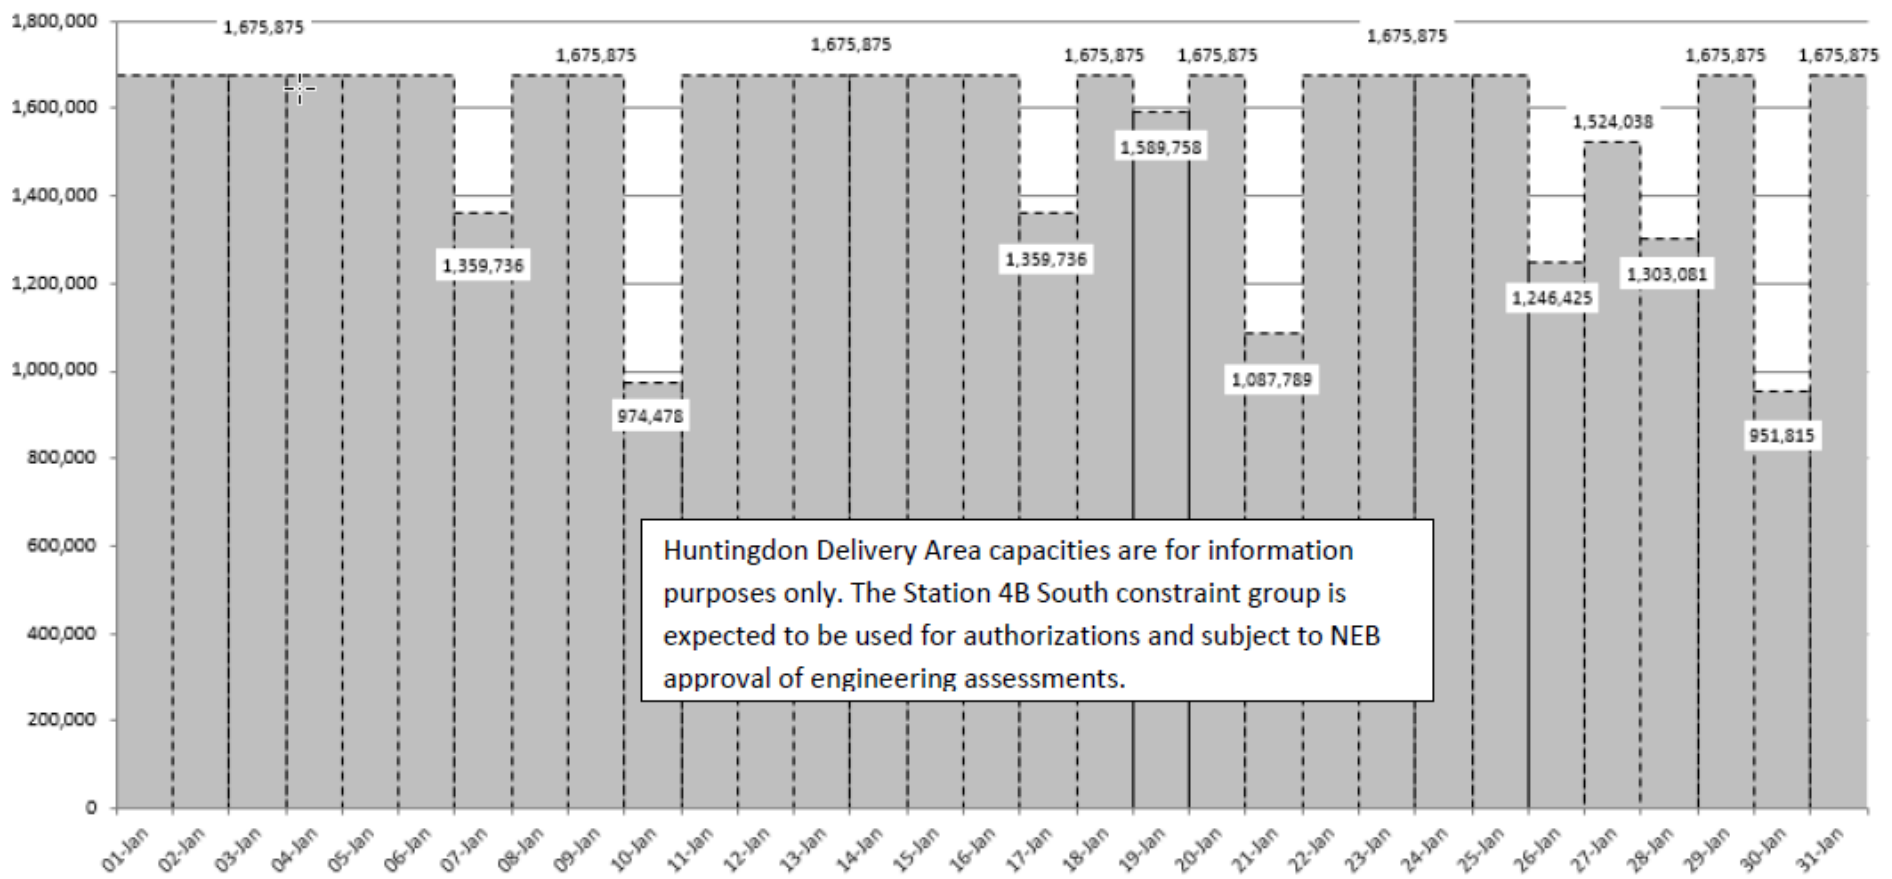 1,800,000
1,675,875
1,675,875
1,675,875
1,675,875
1,675,875
1,675,875
1,675,875
1,675,875
1,600,000
1,524,038
1,589,758
1,400,000
1,359,736
1,359,736
1,303,081
1,246,425
1,200,000
1,087,789
1,000,000
974,478
951,815
800,000
600,000
Huntingdon Delivery Area capacities are for information
purposes only. The Station 4B South constraint group is
expected to be used for authorizations and subject to NEB
approval of engineering assessments.
400,000
200,000
0
01-Jan
02-Jan
03-Jan
04-Jan
05-Jan
06-Jan
07-Jan
08-Jan
09-Jan
10-Jan
11-Jan
12-Jan
13-Jan
14-Jan
15-Jan
16-Jan
17-Jan
18-Jan
19-Jan
20-Jan
21-Jan
22-Jan
23-Jan
24-Jan
25-Jan
26-Jan
27-Jan
28-Jan
29-Jan
30-Jan
31-Jan